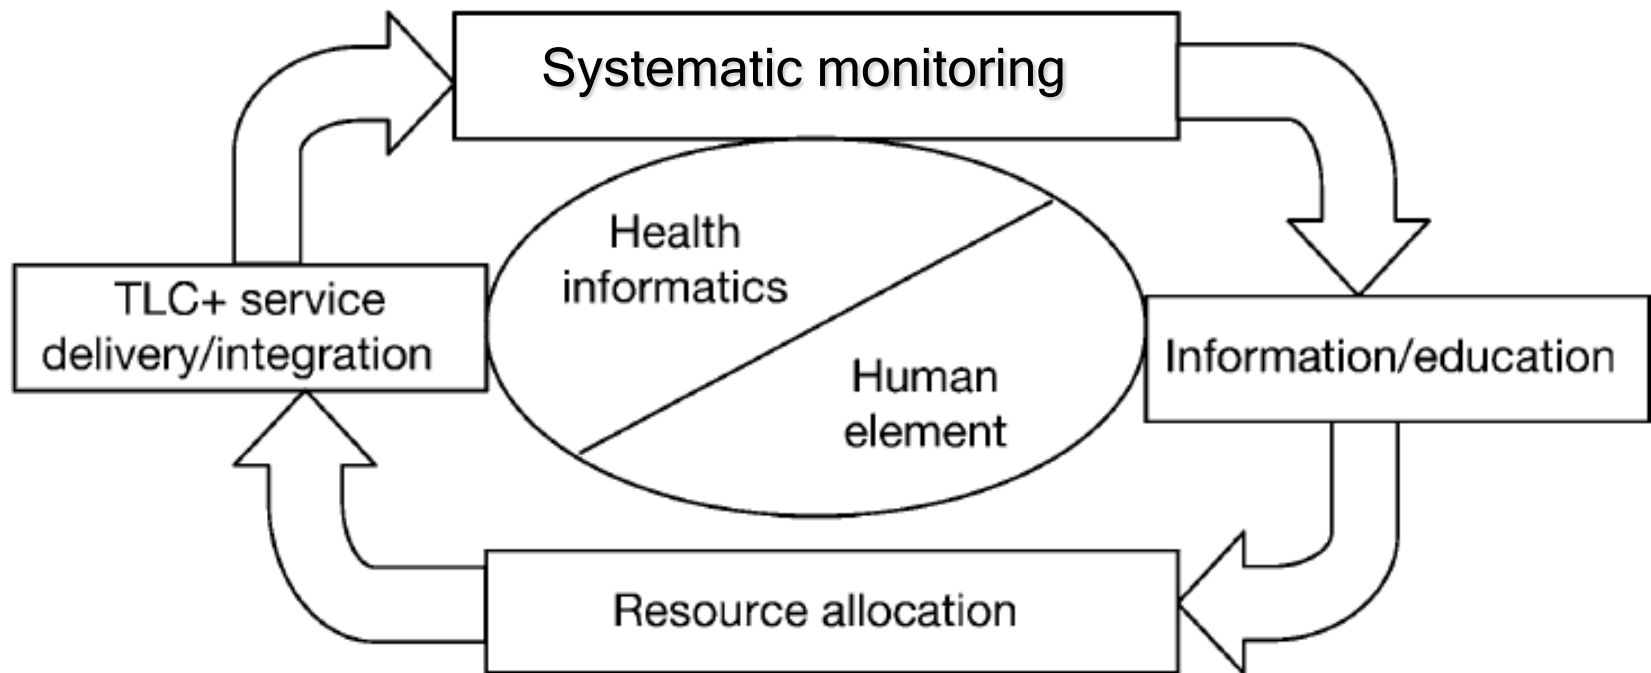 Systematic monitoring
Health
informatics
TLC+ service
delivery/integration
Information/education
Human
element
Resource allocation